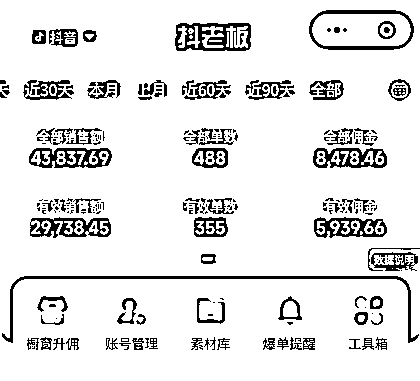 抖音 抖老板
天 近30天 本月 上月 近60天 近90天 全部
全部销售额 全部单数 全部佣金
43,837.69 488 8,478.46
有效销售额 有效单数 有效佣金
29,738.45 355 5,939.66
数据说明
橱窗升佣 账号管理 素材库 爆单提醒 工具箱